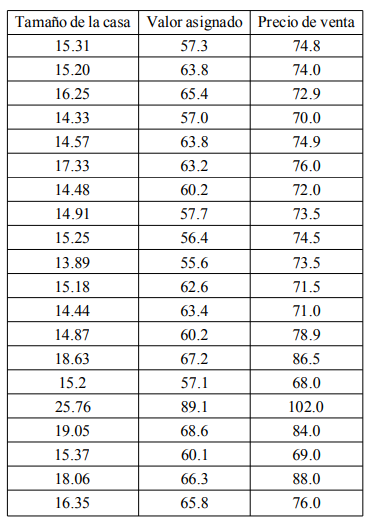 Tamaño de la casa Valor asignado Precio de venta
15.31 57.3 74.8
15.20 63.8 74.0
16.25 65.4 72.9
14.33 57.0 70.0
14.57 63.8 74.9
17.33 63.2 76.0
14.48 60.2 72.0
14.91 57.7 73.5
15.25 56.4 74.5
13.89 55.6 73.5
15.18 62.6 71.5
14.44 63.4 71.0
14.87 60.2 78.9
18.63 67.2 86.5
15.2 57.1 68.0
25.76 89.1 102.0
19.05 68.6 84.0
15.37 60.1 69.0
18.06 66.3 88.0
16.35 65.8 76.0